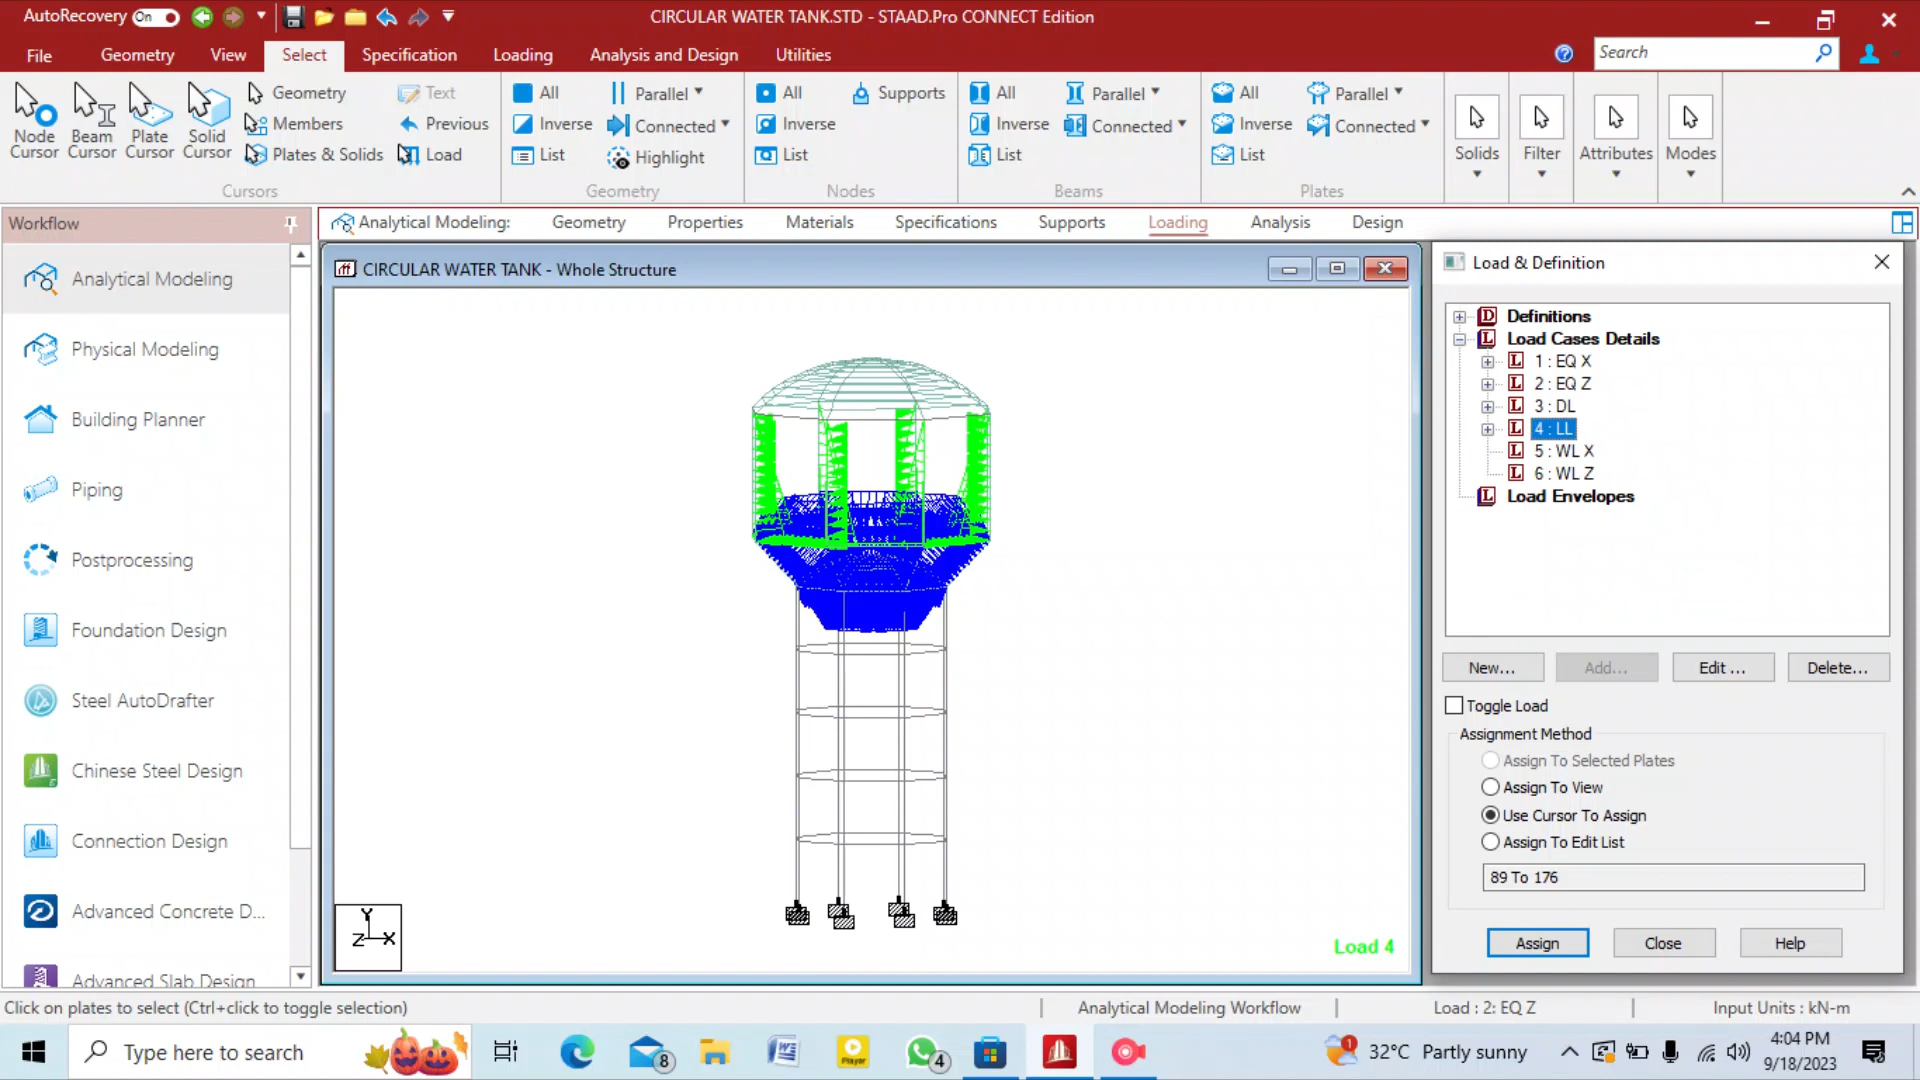 AutoRecovery On
CIRCULAR WATER TANK.STD - STAAD.Pro CONNECT Edition
File Geometry View Select Specification Loading Analysis and Design Utilities
Search
Node Cursor
Beam Cursor
Plate Cursor
Solid Cursor
Geometry
Members
Plates & Solids
Text
Previous
Load
Cursors
All
Inverse
List
Parallel
Connected
Highlight
Geometry
All
Inverse
List
Supports
Nodes
All
Inverse
List
Parallel
Connected
Beams
All
Inverse
List
Parallel
Connected
Plates
Solids
Filter
Attributes
Modes
Workflow
Analytical Modeling: Geometry Properties Materials Specifications Supports Loading Analysis Design
Analytical Modeling
Physical Modeling
Building Planner
Piping
Postprocessing
Foundation Design
Steel AutoDrafter
Chinese Steel Design
Connection Design
Advanced Concrete D...
Advanced Slab Design
CIRCULAR WATER TANK - Whole Structure
Y
Z X
Load 4
Load & Definition
D Definitions
L Load Cases Details
L 1 : EQ X
L 2 : EQ Z
L 3 : DL
L 4 : LL
L 5 : WL X
L 6 : WL Z
L Load Envelopes
New... Add... Edit ... Delete...
Toggle Load
Assignment Method
Assign To Selected Plates
Assign To View
Use Cursor To Assign
Assign To Edit List
89 To 176
Assign Close Help
Click on plates to select (Ctrl+click to toggle selection)
Analytical Modeling Workflow
Load : 2: EQ Z
Input Units : kN-m
Type here to search
8
Player
4
1
32°C Partly sunny
4:04 PM
9/18/2023